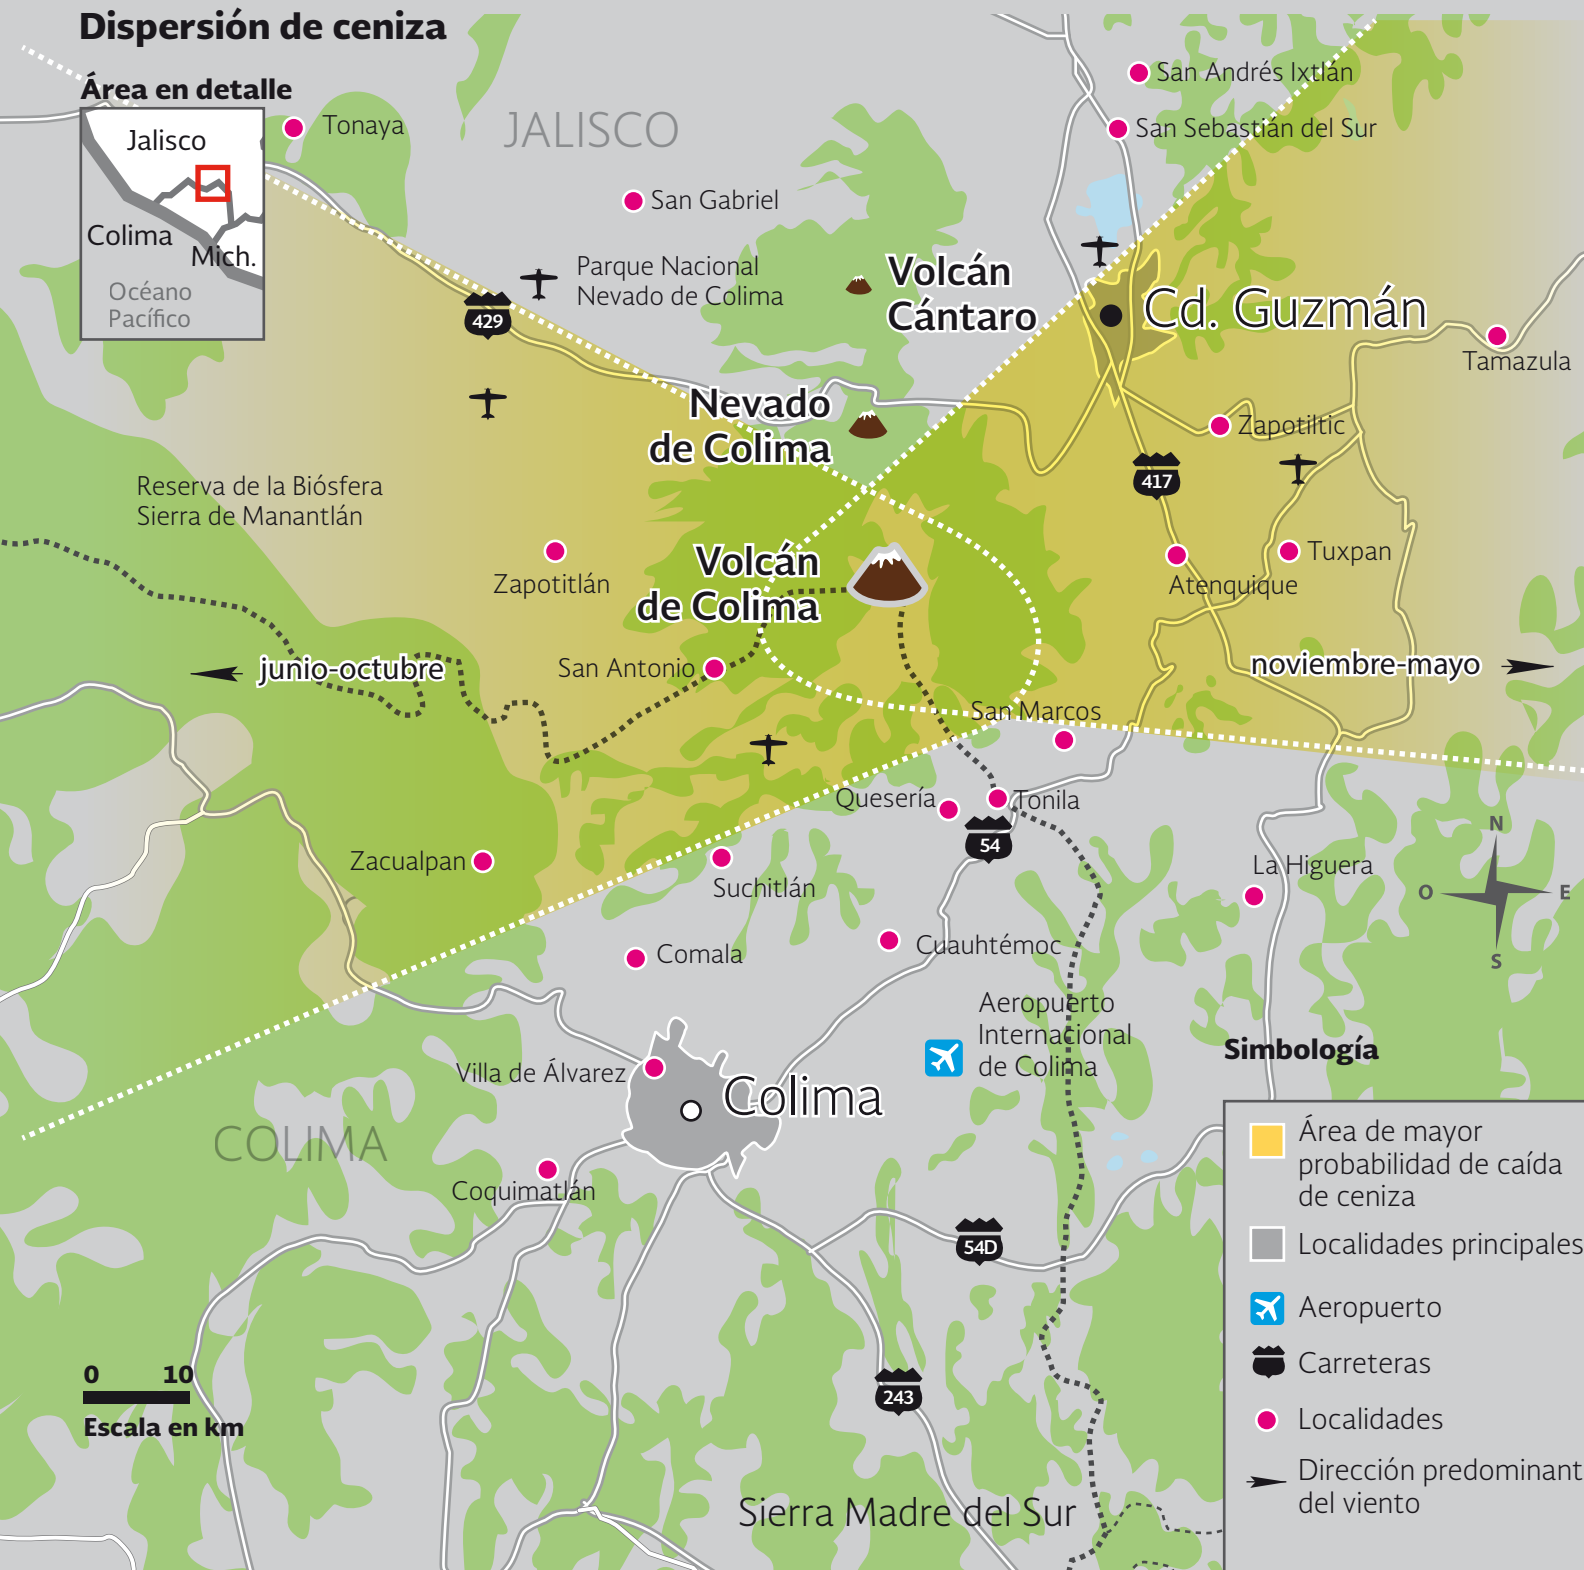 Dispersión de ceniza
Área en detalle
Jalisco
Colima
Mich.
Océano
Pacífico
Tonaya
JALISCO
San Andrés Ixtlán
San Sebastián del Sur
San Gabriel
Parque Nacional
Nevado de Colima
Volcán
Cántaro
Cd. Guzmán
429
Tamazula
Nevado
de Colima
Zapotiltic
417
Reserva de la Biósfera
Sierra de Manantlán
Zapotitlán
Volcán
de Colima
Atenquique
Tuxpan
junio-octubre
San Antonio
noviembre-mayo
San Marcos
Quesería
Tonila
54
Zacualpan
Suchitlán
La Higuera
N
O
E
S
Comala
Cuauhtémoc
Aeropuerto
Internacional
de Colima
Villa de Álvarez
Colima
COLIMA
Coquimatlán
54D
243
0 10
Escala en km
Sierra Madre del Sur
Simbología
Área de mayor
probabilidad de caída
de ceniza
Localidades principales
Aeropuerto
Carreteras
Localidades
Dirección predominant
del viento